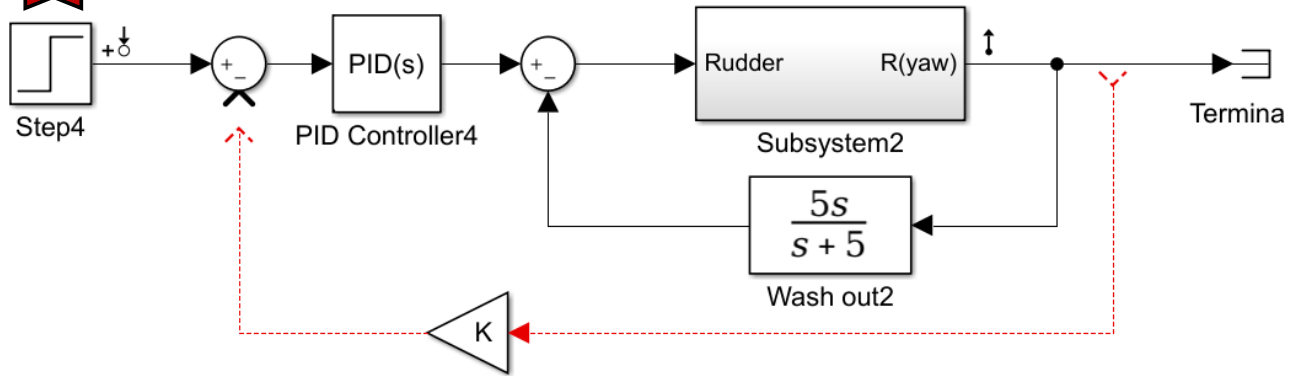 +
Step4
+
−
PID(s)
PID Controller4
+
−
Rudder
R(yaw)
Subsystem2
Termina
5s
s + 5
Wash out2
K